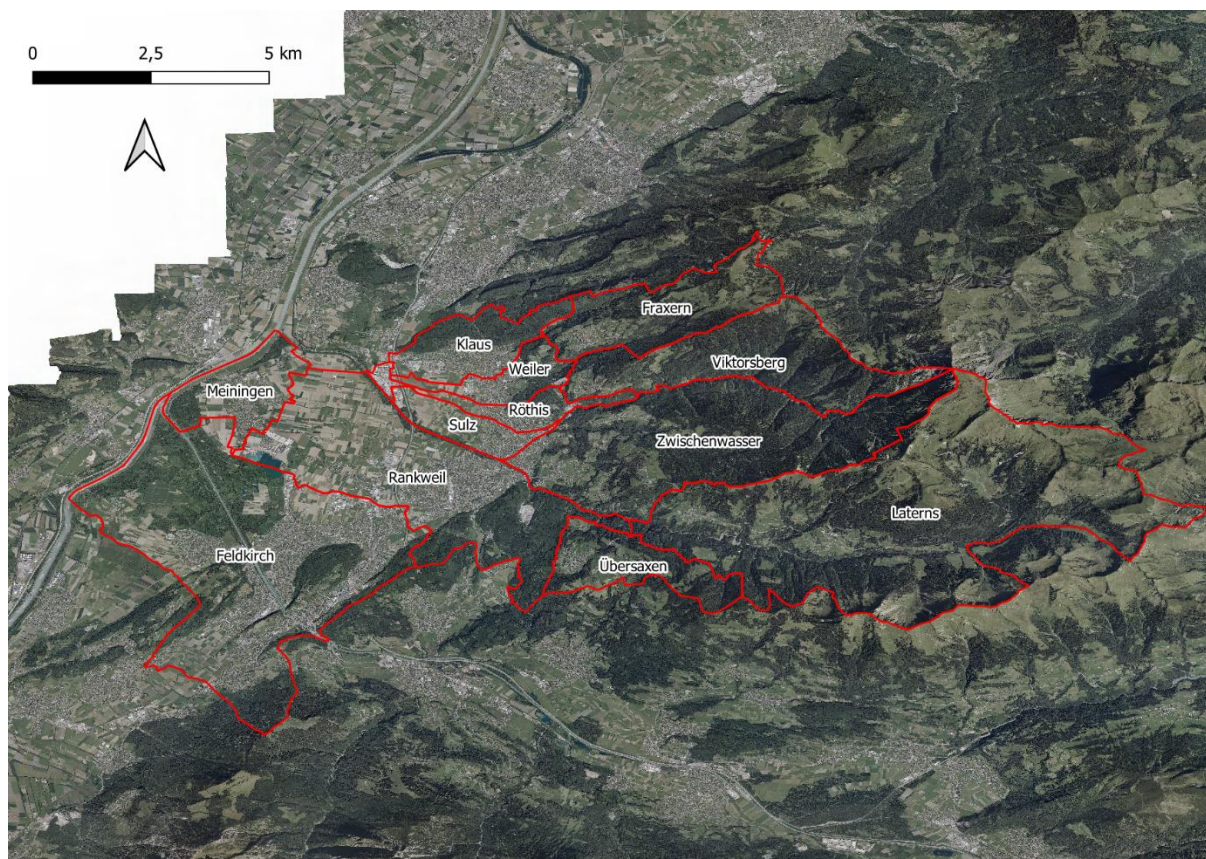 0 2,5 5 km
Fraxern
Klaus
Weiler
Viktorsberg
Meiningen
Röthis
Sulz
Zwischenwasser
Rankweil
Laterns
Feldkirch
Übersaxen